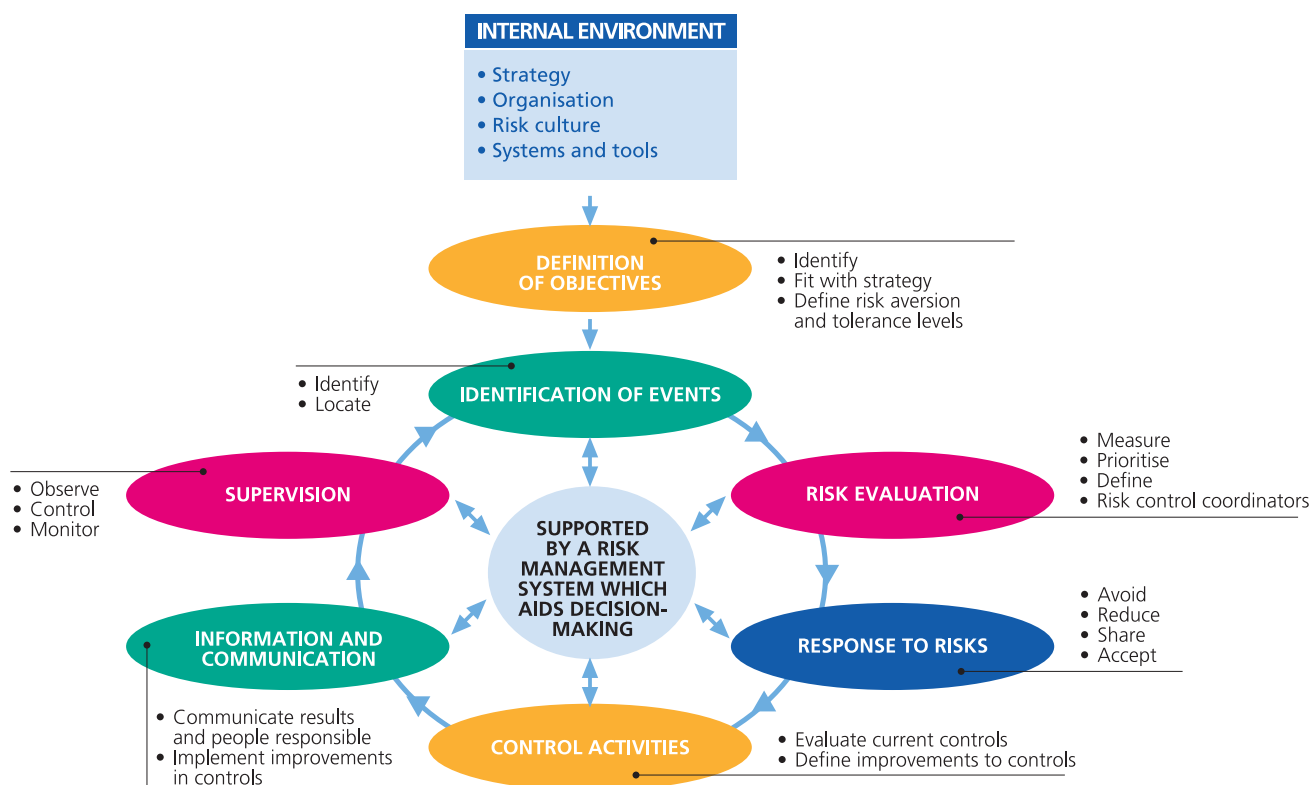 INTERNAL ENVIRONMENT
• Strategy
• Organisation
• Risk culture
• Systems and tools
DEFINITION
OF OBJECTIVES
• Identify
• Fit with strategy
• Define risk aversion
and tolerance levels
IDENTIFICATION OF EVENTS
• Identify
• Locate
SUPERVISION
• Observe
• Control
• Monitor
RISK EVALUATION
• Measure
• Prioritise
• Define
• Risk control coordinators
SUPPORTED
BY A RISK
MANAGEMENT
SYSTEM WHICH
AIDS DECISION-
MAKING
INFORMATION AND
COMMUNICATION
• Communicate results
and people responsible
• Implement improvements
in controls
RESPONSE TO RISKS
• Avoid
• Reduce
• Share
• Accept
CONTROL ACTIVITIES
• Evaluate current controls
• Define improvements to controls